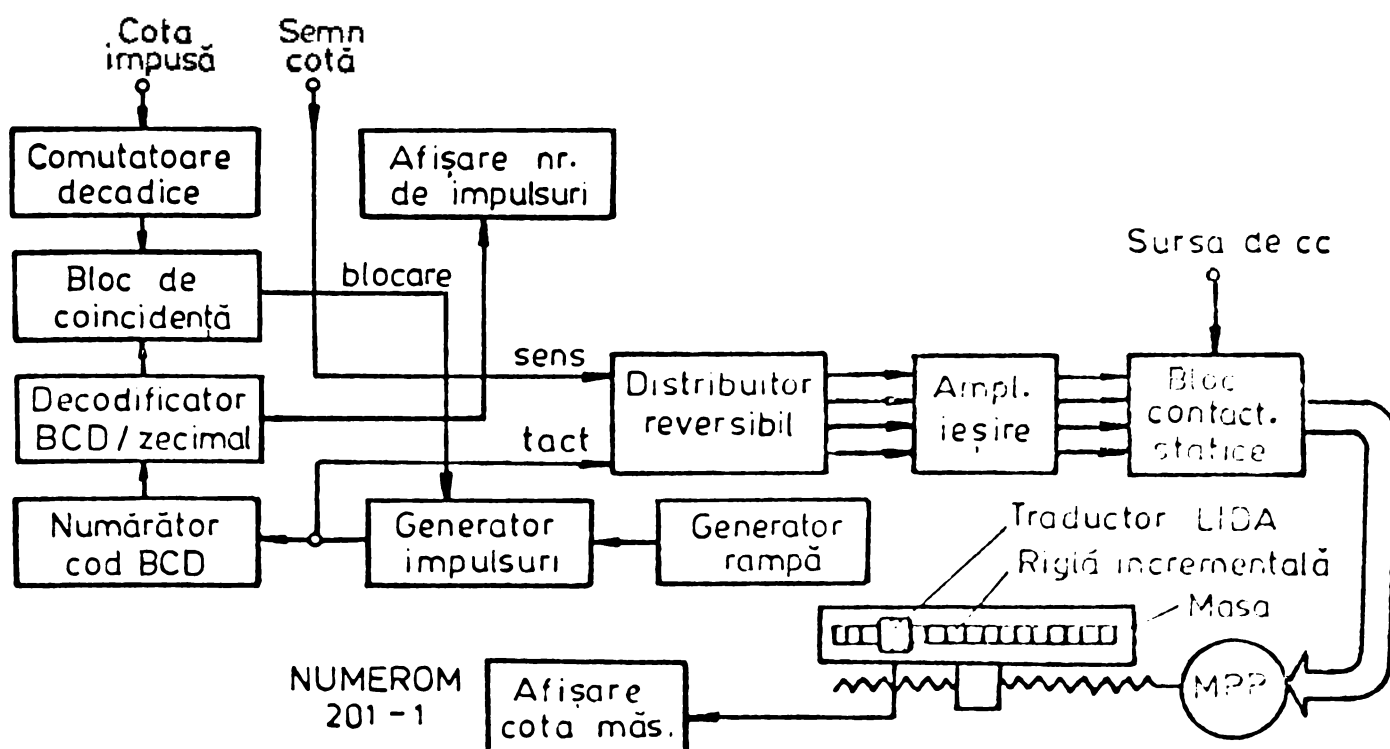 Cota
impusă
Semn
cotă
Comutatoare
decadice
Afișare nr.
de impulsuri
Sursa de cc
Bloc de
coincidență
blocare
sens
Decodificator
BCD / zecimal
Distribuitor
reversibil
Ampl.
ieșire
Bloc
contact.
statice
tact
Numărător
cod BCD
Generator
impulsuri
Generator
rampă
Traductor LIDA
Riglă incrementală
Masa
NUMEROM
201-1
Afișare
cota măs.
MPP